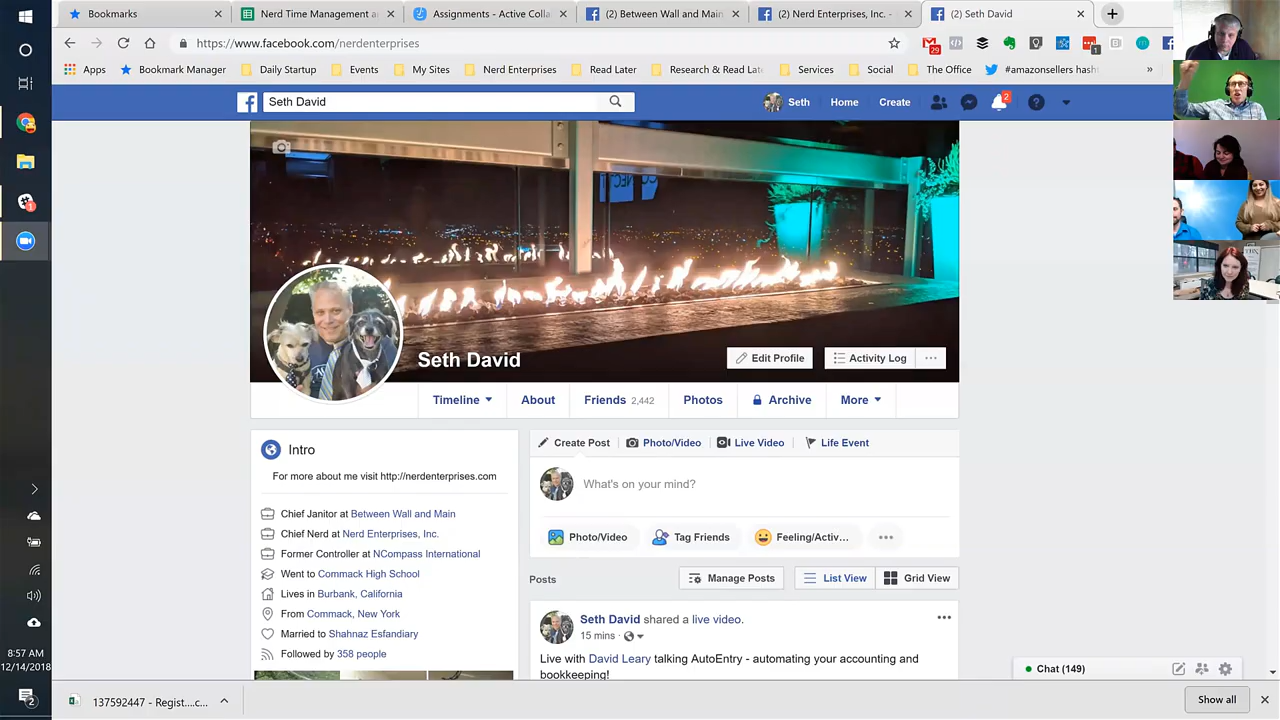 Bookmarks
Nerd Time Management a
Assignments - Active Colla
(2) Between Wall and Main
(2) Nerd Enterprises, Inc. -
(2) Seth David
https://www.facebook.com/nerdenterprises
29
1
Apps
Bookmark Manager
Daily Startup
Events
My Sites
Nerd Enterprises
Read Later
Research & Read Late
Services
Social
The Office
#amazonsellers hasht
»
Seth David
Seth
Home
Create
2
Seth David
Edit Profile
Activity Log
Timeline
About
Friends 2,442
Photos
Archive
More
Intro
For more about me visit http://nerdenterprises.com
Chief Janitor at Between Wall and Main
Chief Nerd at Nerd Enterprises, Inc.
Former Controller at NCompass International
Went to Commack High School
Lives in Burbank, California
From Commack, New York
Married to Shahnaz Esfandiary
Followed by 358 people
Create Post
Photo/Video
Live Video
Life Event
What's on your mind?
Photo/Video
Tag Friends
Feeling/Activ...
Posts
Manage Posts
List View
Grid View
Seth David shared a live video.
15 mins ·
Live with David Leary talking AutoEntry - automating your accounting and
bookkeeping!
Chat (149)
8:57 AM
12/14/2018
2
137592447 - Regist....c...
Show all